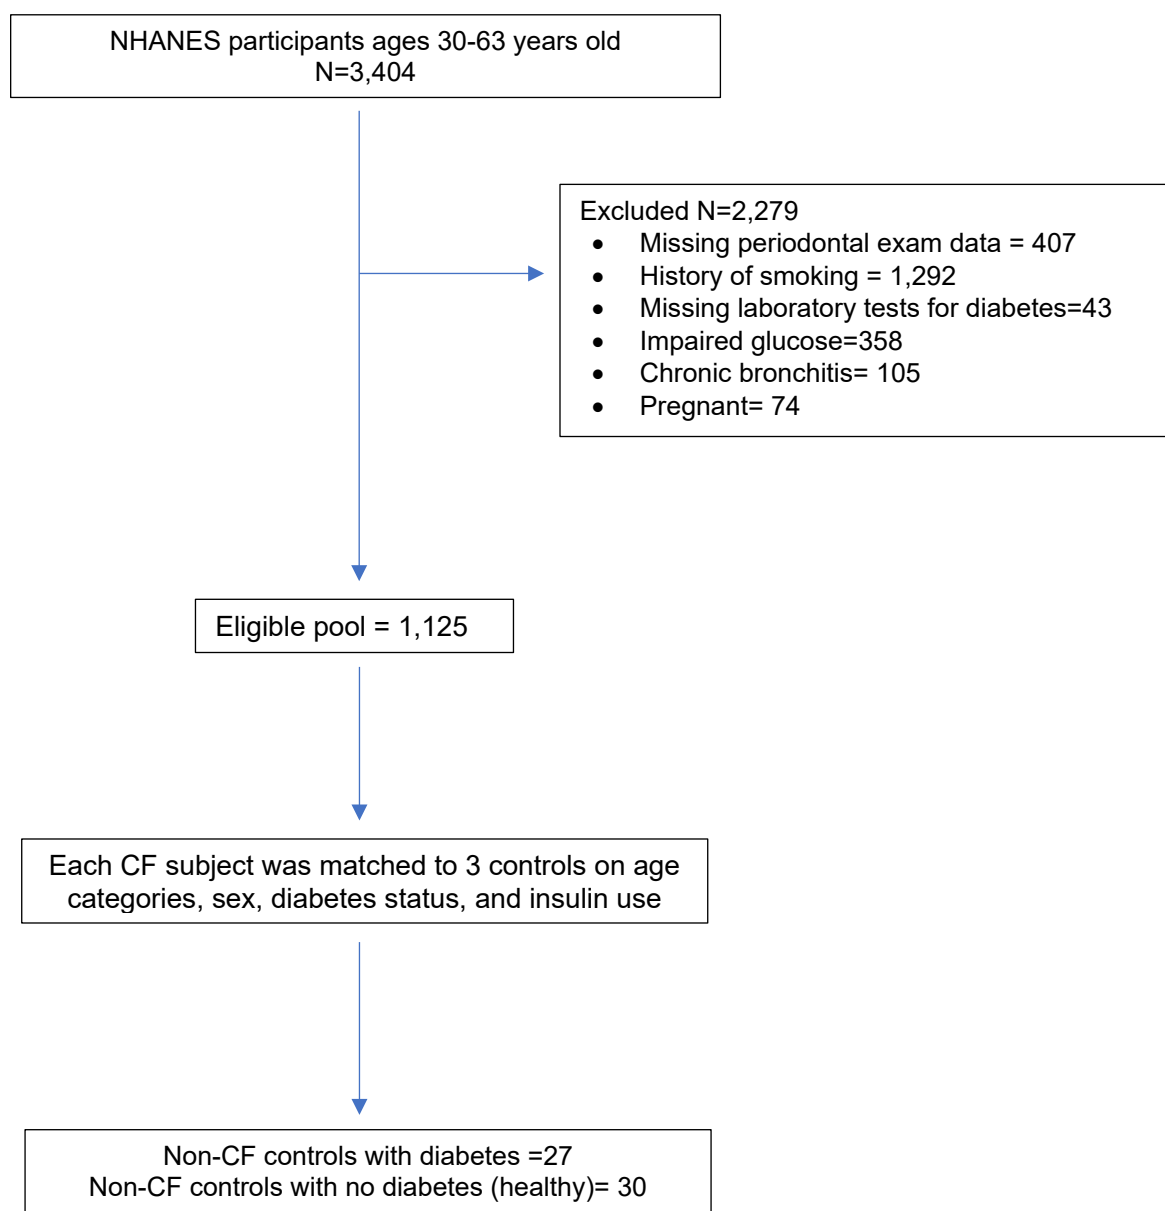 NHANES participants ages 30-63 years old
N=3,404
Excluded N=2,279
• Missing periodontal exam data = 407
• History of smoking = 1,292
• Missing laboratory tests for diabetes=43
• Impaired glucose=358
• Chronic bronchitis= 105
• Pregnant= 74
Eligible pool = 1,125
Each CF subject was matched to 3 controls on age
categories, sex, diabetes status, and insulin use
Non-CF controls with diabetes =27
Non-CF controls with no diabetes (healthy)= 30